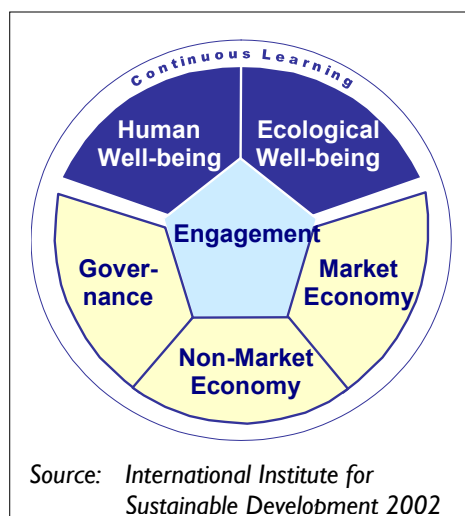 Continuous Learning
Human
Well-being
Ecological
Well-being
Engagement
Gover-
nance
Market
Economy
Non-Market
Economy
Source: International Institute for
Sustainable Development 2002